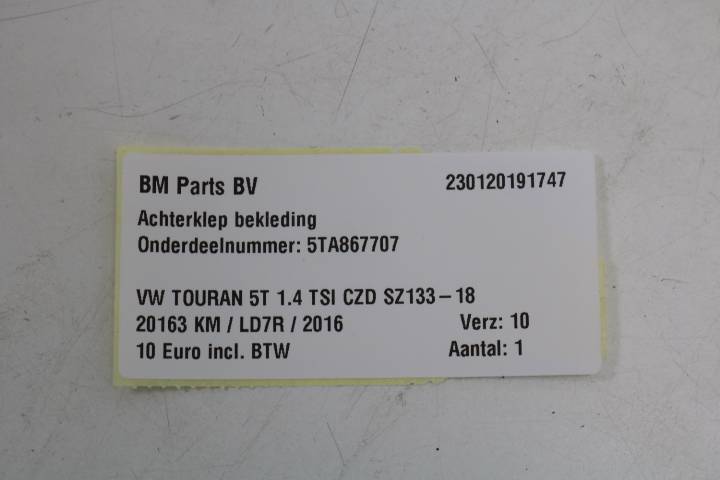 BM Parts BV 230120191747
Achterklep bekleding
Onderdeelnummer: 5TA867707
VW TOURAN 5T 1.4 TSI CZD SZ133-18
20163 KM / LD7R / 2016 Verz: 10
10 Euro incl. BTW Aantal: 1